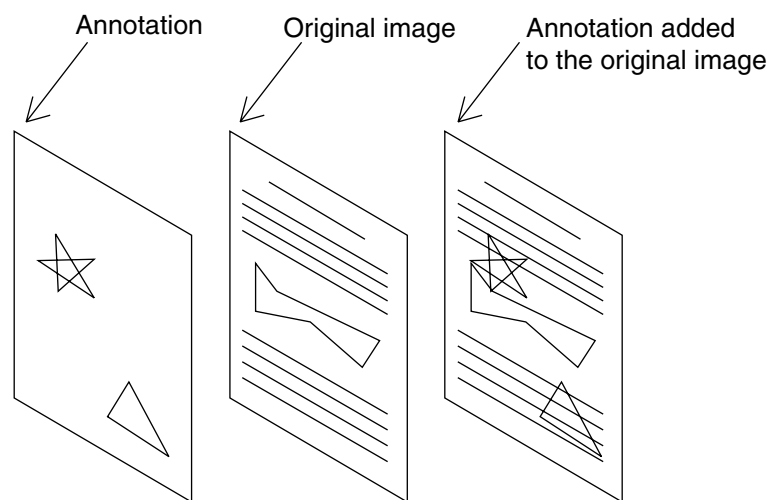 Annotation
Original image
Annotation added
to the original image